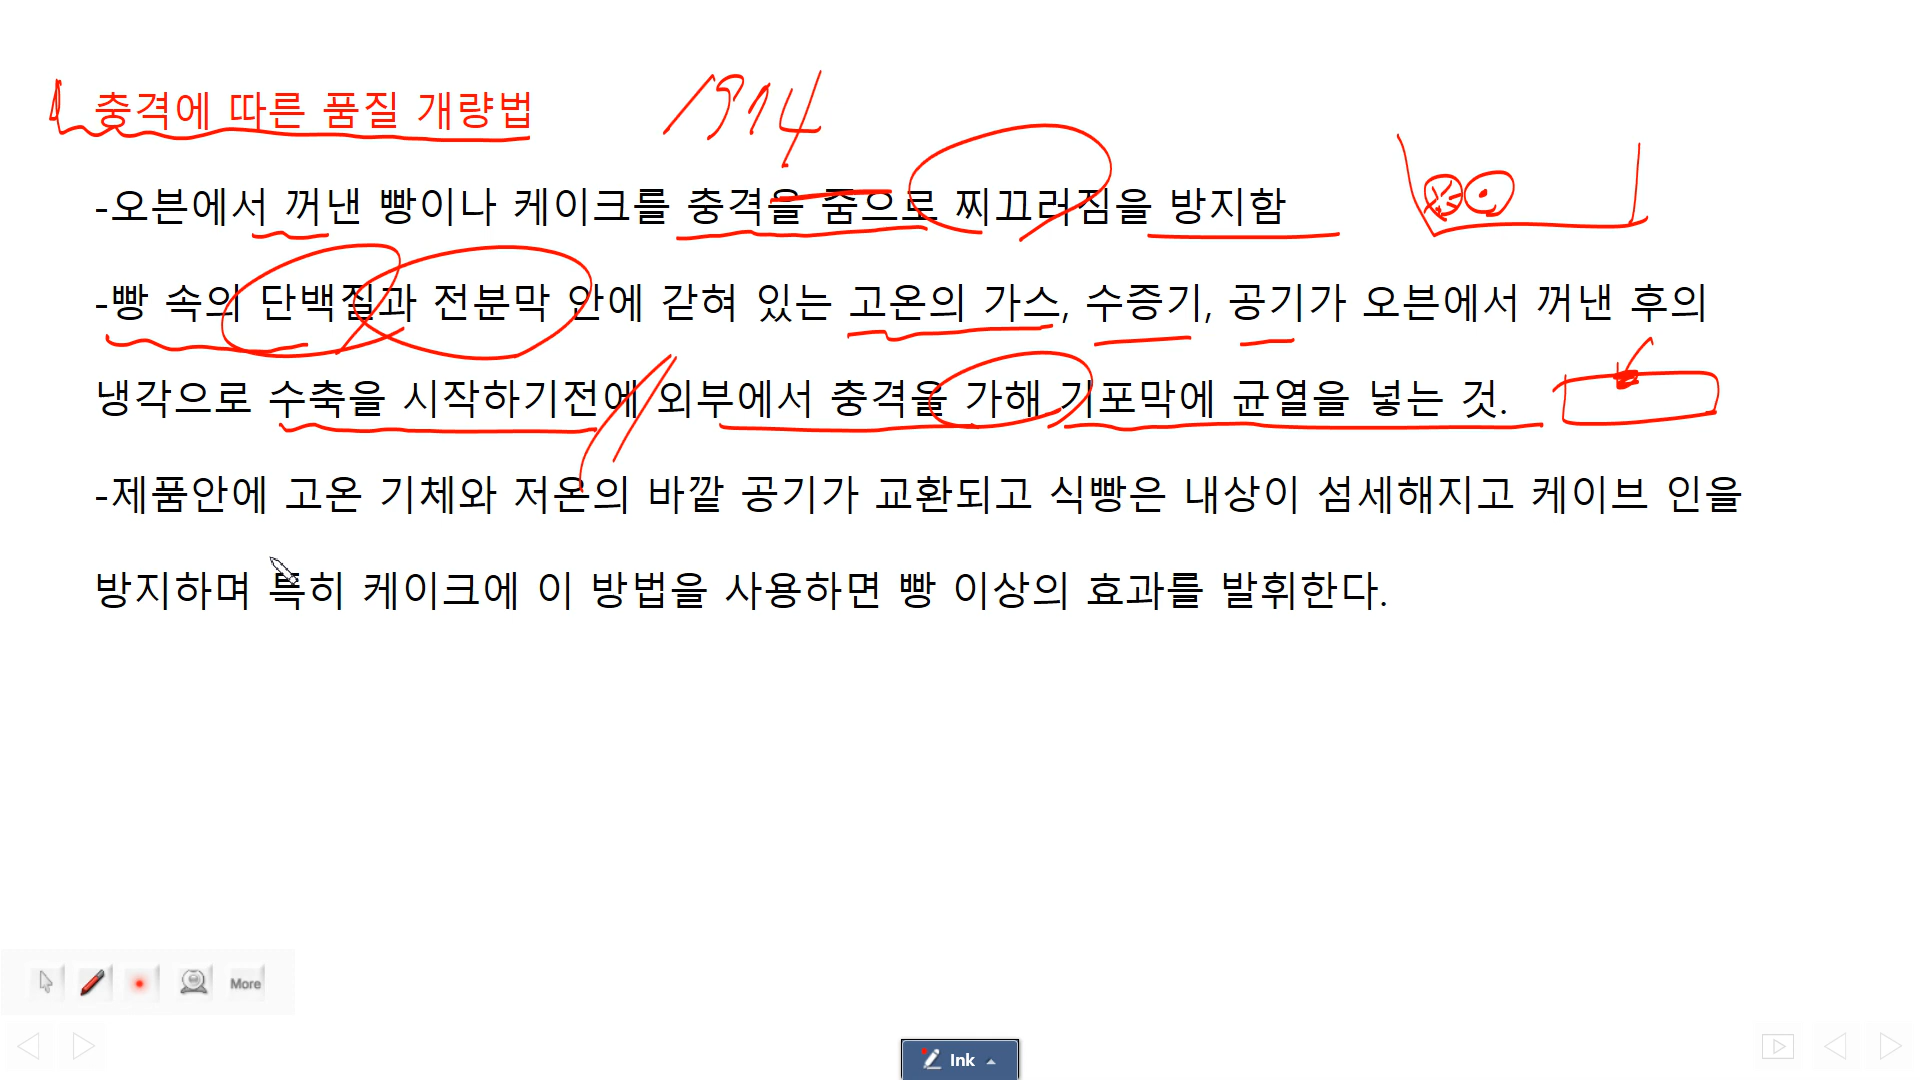 충격에 따른 품질 개량법 1974
-오븐에서 꺼낸 빵이나 케이크를 충격을 줌으로 찌끄러짐을 방지함
-빵 속의 단백질과 전분막 안에 갇혀 있는 고온의 가스, 수증기, 공기가 오븐에서 꺼낸 후의
냉각으로 수축을 시작하기전에 외부에서 충격을 가해 기포막에 균열을 넣는 것.
-제품안에 고온 기체와 저온의 바깥 공기가 교환되고 식빵은 내상이 섬세해지고 케이브 인을
방지하며 특히 케이크에 이 방법을 사용하면 빵 이상의 효과를 발휘한다.
More
Ink